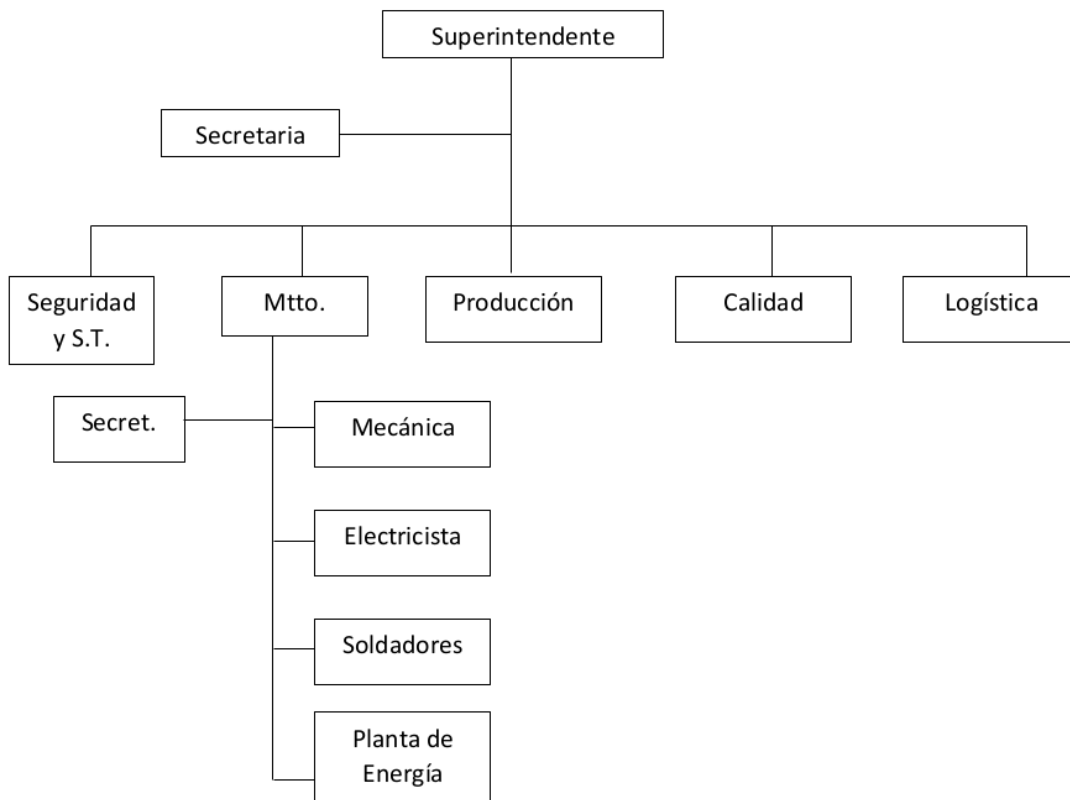 Superintendente
Secretaria
Seguridad
y S.T.
Mtto.
Producción
Calidad
Logística
Secret.
Mecánica
Electricista
Soldadores
Planta de
Energía